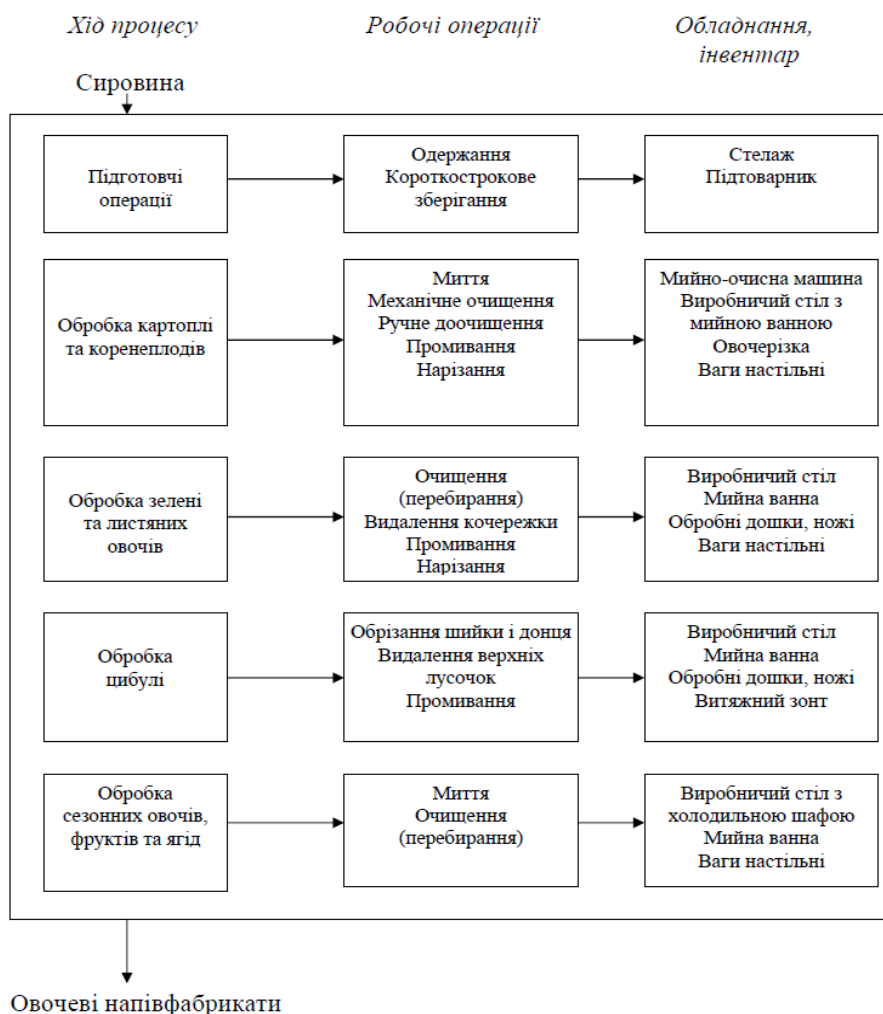 Хід процесу
Робочі операції
Обладнання,
інвентар
Сировина
Підготовчі
операції
Одержання
Короткострокове
зберігання
Стелаж
Підтоварник
Обробка картоплі
та коренеплодів
Миття
Механічне очищення
Ручне доочищення
Промивання
Нарізання
Мийно-очисна машина
Виробничий стіл з
мийною ванною
Овочерізка
Ваги настільні
Обробка зелені
та листяних
овочів
Очищення
(перебирання)
Видалення кочережки
Промивання
Нарізання
Виробничий стіл
Мийна ванна
Обробні дошки, ножі
Ваги настільні
Обробка
цибулі
Обрізання шийки і донця
Видалення верхніх
лусочок
Промивання
Виробничий стіл
Мийна ванна
Обробні дошки, ножі
Витяжний зонт
Обробка
сезонних овочів,
фруктів та ягід
Миття
Очищення
(перебирання)
Виробничий стіл з
холодильною шафою
Мийна ванна
Ваги настільні
Овочеві напівфабрикати